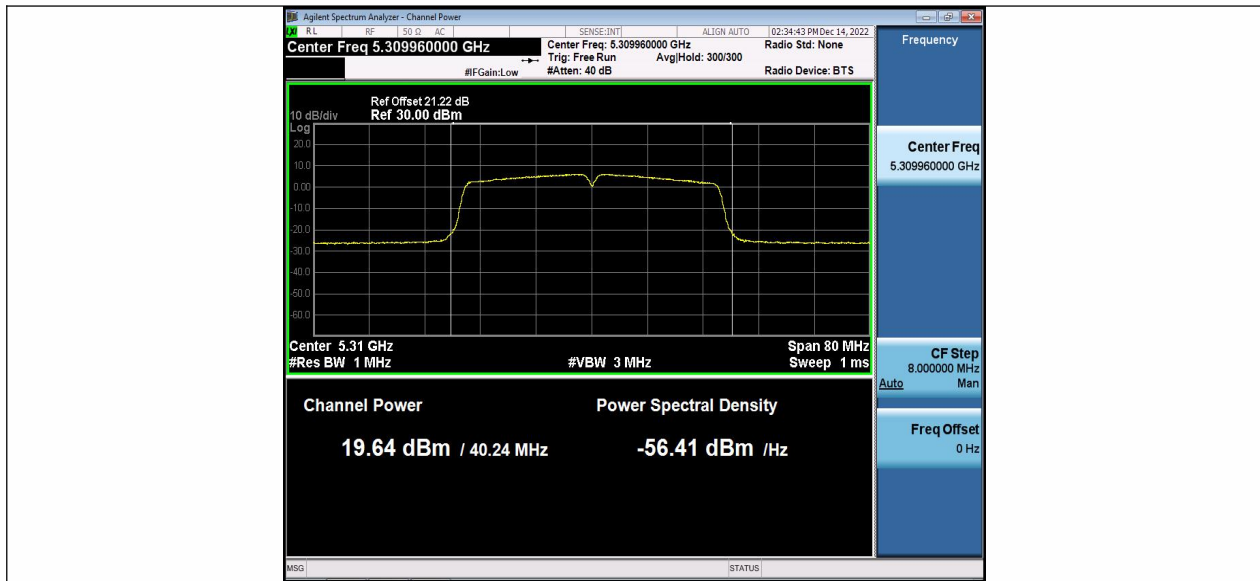 Agilent Spectrum Analyzer - Channel Power
LXI RL RF 50 Ω AC SENSE:INT ALIGN AUTO 02:34:43 PM Dec 14, 2022
Center Freq 5.309960000 GHz
Center Freq: 5.309960000 GHz Radio Std: None
Trig: Free Run Avg|Hold: 300/300
#IFGain:Low #Atten: 40 dB Radio Device: BTS
Frequency
Ref Offset 21.22 dB
10 dB/div Ref 30.00 dBm
Log
20.0
10.0
0.00
-10.0
-20.0
-30.0
-40.0
-50.0
-60.0
Center 5.31 GHz Span 80 MHz
#Res BW 1 MHz #VBW 3 MHz Sweep 1 ms
Channel Power Power Spectral Density
19.64 dBm / 40.24 MHz -56.41 dBm /Hz
Center Freq
5.309960000 GHz
CF Step
8.000000 MHz
Auto Man
Freq Offset
0 Hz
MSG STATUS